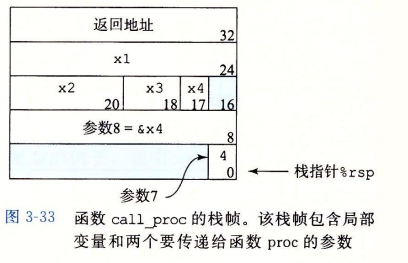 返回地址
32
x1
24
x2 x3 x4
20 18 17 16
参数8 = &x4
8
4
0 栈指针%rsp
参数7
图 3-33 函数 call_proc 的栈帧。该栈帧包含局部
变量和两个要传递给函数 proc 的参数